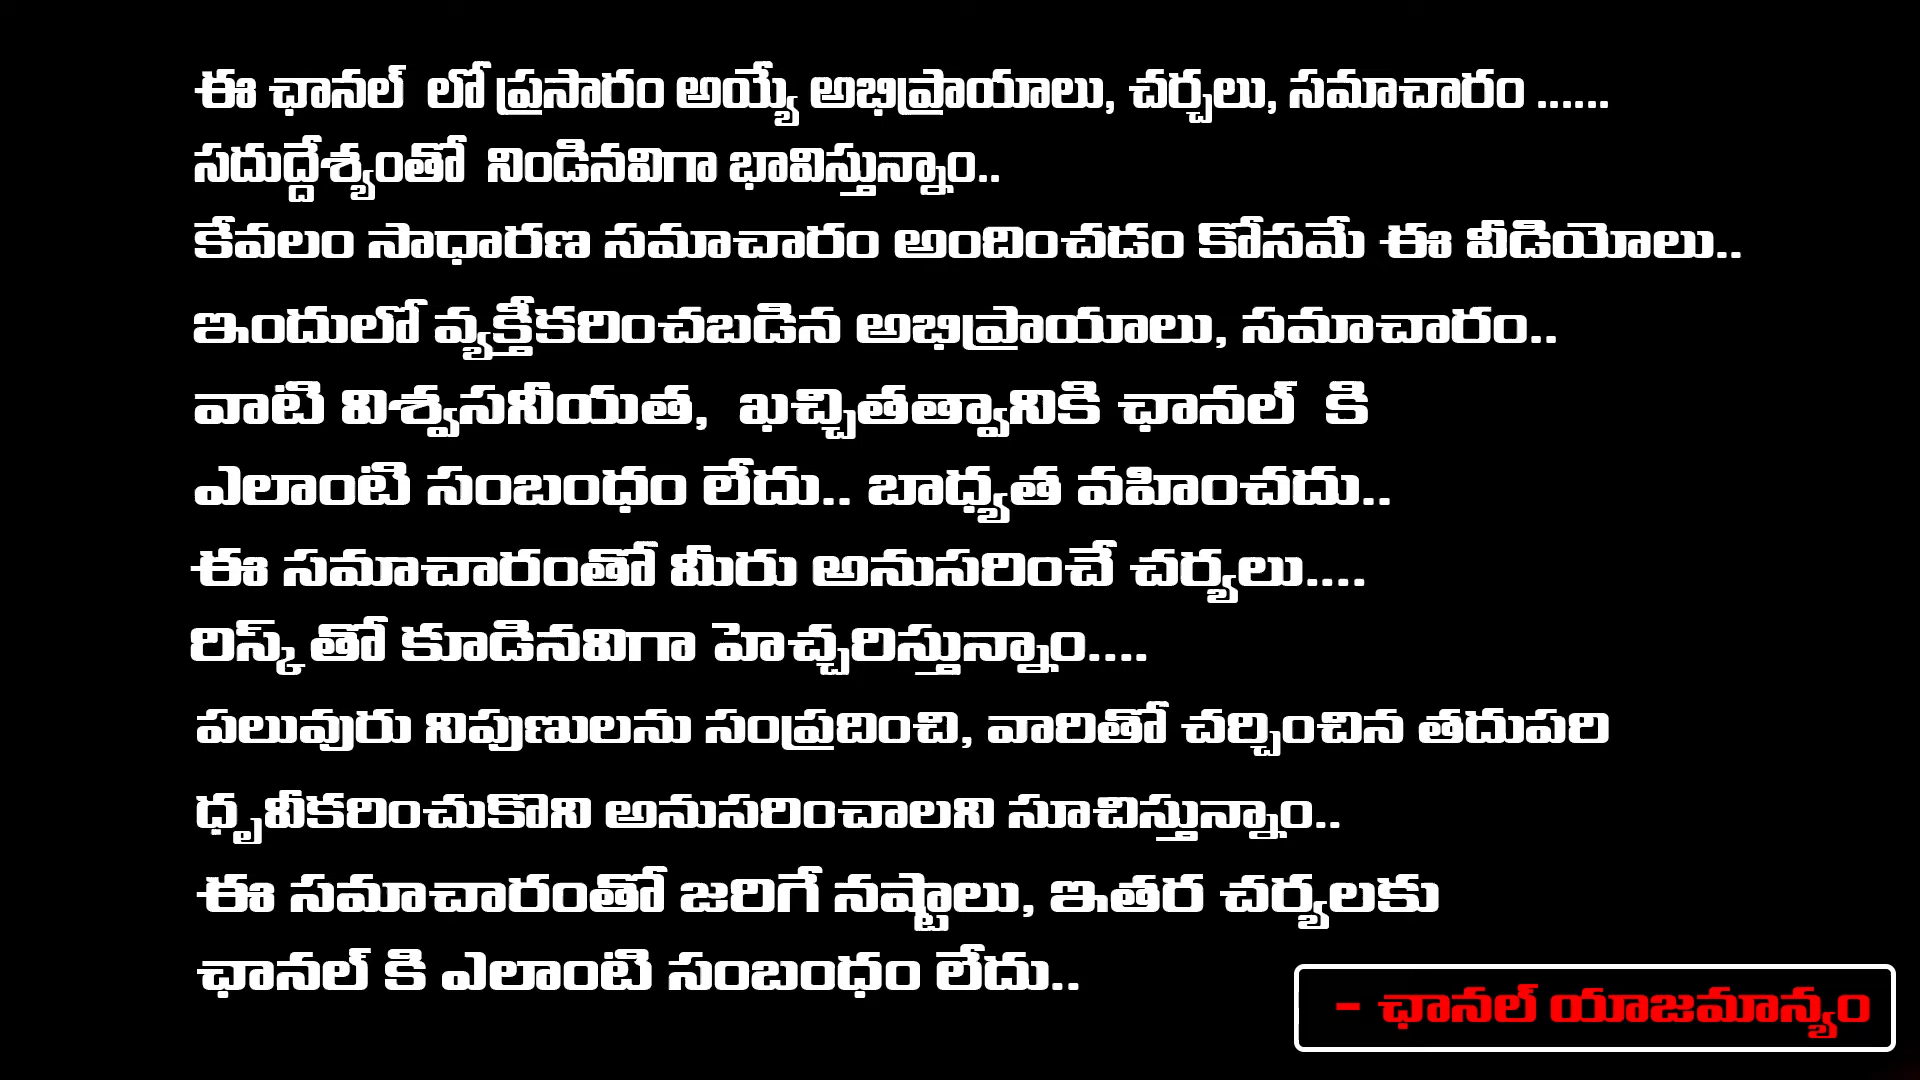 ఈ ఛానల్ లో ప్రసారం అయ్యే అభిప్రాయాలు, చర్చలు, సమాచారం ......
సదుద్దేశ్యంతో నిండినవిగా భావిస్తున్నాం..
కేవలం సాధారణ సమాచారం అందించడం కోసమే ఈ వీడియోలు..
ఇందులో వ్యక్తీకరించబడిన అభిప్రాయాలు, సమాచారం..
వాటి విశ్వసనీయత, ఖచ్చితత్వానికి ఛానల్ కి
ఎలాంటి సంబంధం లేదు.. బాధ్యత వహించదు..
ఈ సమాచారంతో మీరు అనుసరించే చర్యలు....
రిస్క్ తో కూడినవిగా హెచ్చరిస్తున్నాం....
పలువురు నిపుణులను సంప్రదించి, వారితో చర్చించిన తదుపరి
ధృవీకరించుకొని అనుసరించాలని సూచిస్తున్నాం..
ఈ సమాచారంతో జరిగే నష్టాలు, ఇతర చర్యలకు
ఛానల్ కి ఎలాంటి సంబంధం లేదు..
- ఛానల్ యాజమాన్యం